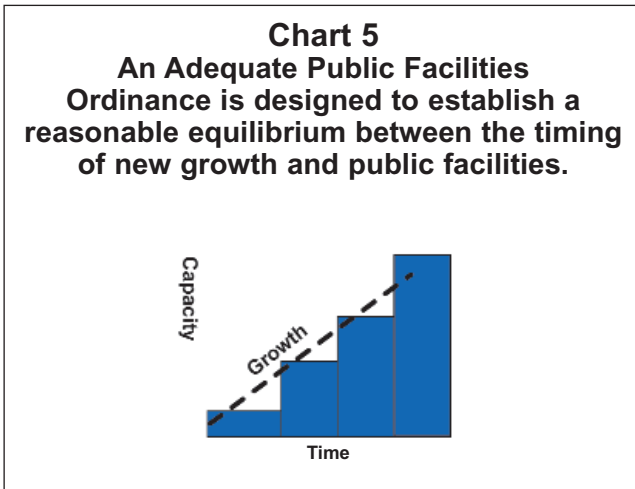 Chart 5
An Adequate Public Facilities
Ordinance is designed to establish a
reasonable equilibrium between the timing
of new growth and public facilities.
Capacity
Growth
Time